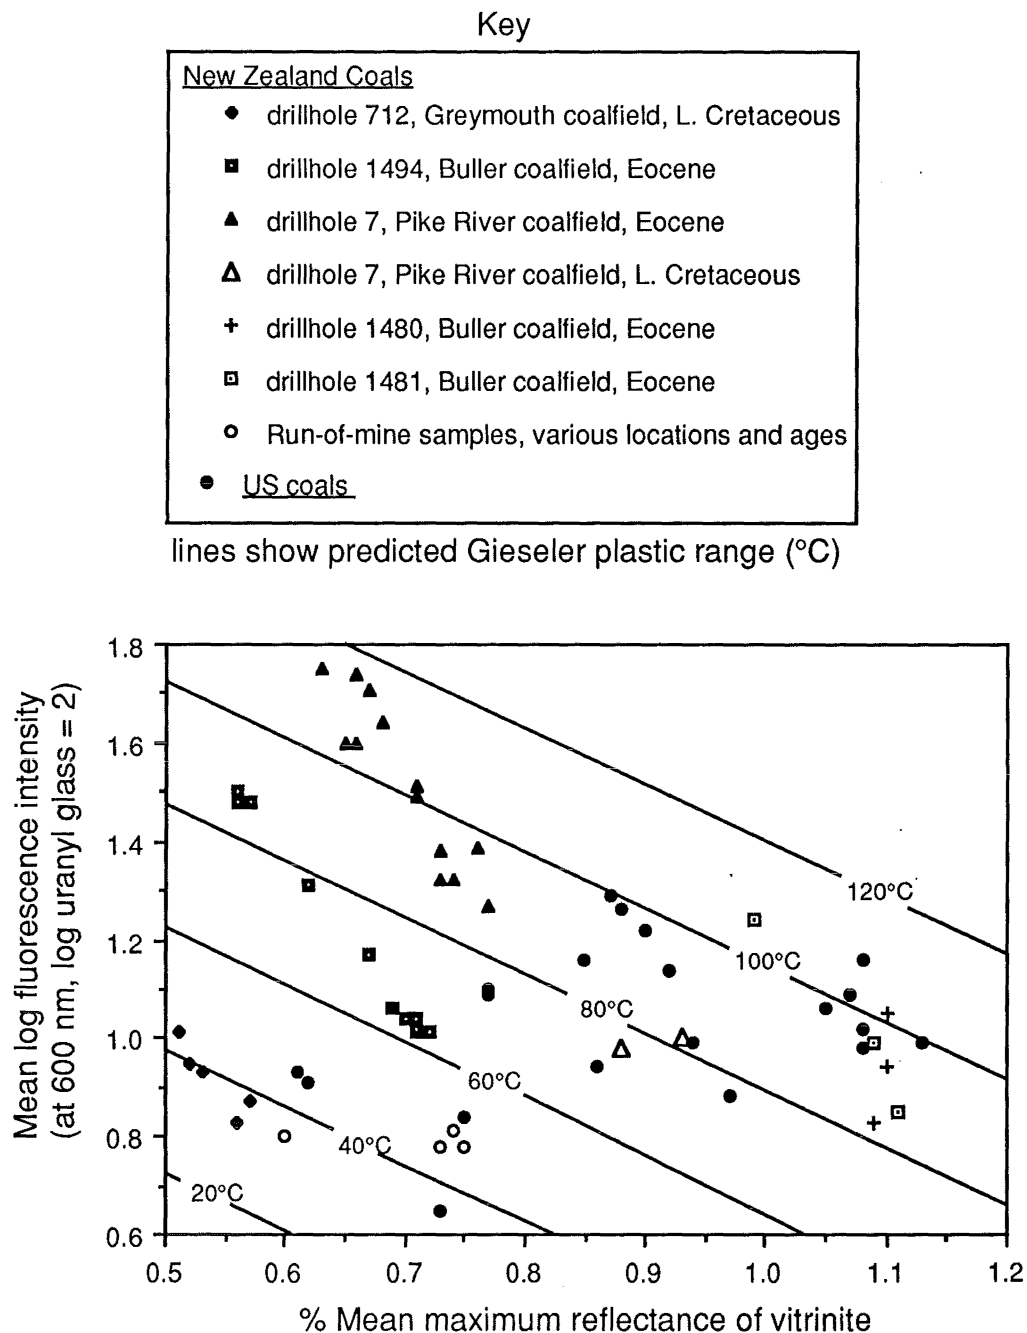 Key
New Zealand Coals
drillhole 712, Greymouth coalfield, L. Cretaceous
drillhole 1494, Buller coalfield, Eocene
drillhole 7, Pike River coalfield, Eocene
drillhole 7, Pike River coalfield, L. Cretaceous
drillhole 1480, Buller coalfield, Eocene
drillhole 1481, Buller coalfield, Eocene
Run-of-mine samples, various locations and ages
US coals
lines show predicted Gieseler plastic range (°C)
Mean log fluorescence intensity
(at 600 nm, log uranyl glass = 2)
1.8
1.6
1.4
1.2
1.0
0.8
0.6
120°C
100°C
80°C
60°C
40°C
20°C
0.5 0.6 0.7 0.8 0.9 1.0 1.1 1.2
% Mean maximum reflectance of vitrinite